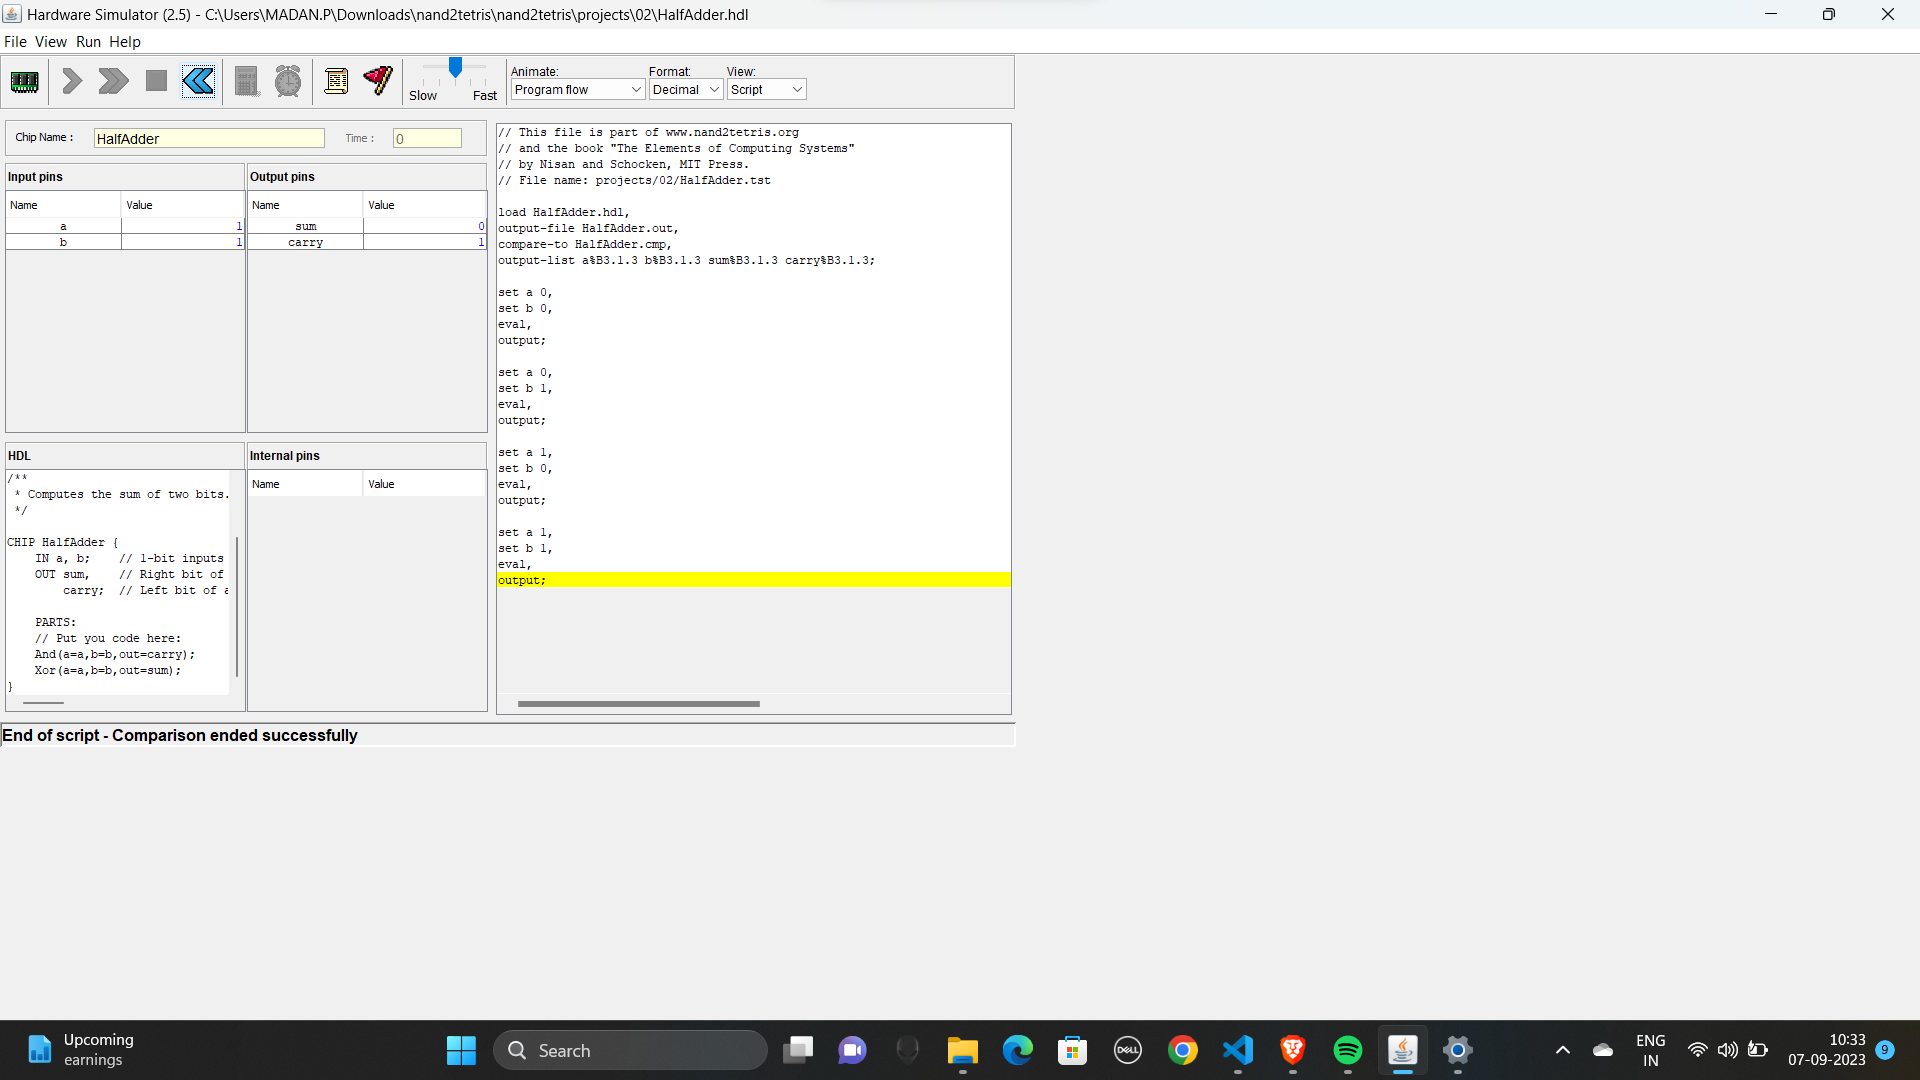 Hardware Simulator (2.5) - C:\Users\MADAN.P\Downloads\nand2tetris\nand2tetris\projects\02\HalfAdder.hdl
File View Run Help
Slow Fast
Animate: Format: View:
Program flow Decimal Script
Chip Name : HalfAdder Time : 0
Input pins
Name Value
a 1
b 1
Output pins
Name Value
sum 0
carry 1
HDL
/**
* Computes the sum of two bits.
*/
CHIP HalfAdder {
IN a, b; // 1-bit inputs
OUT sum, // Right bit of
carry; // Left bit of a
PARTS:
// Put you code here:
And(a=a,b=b,out=carry);
Xor(a=a,b=b,out=sum);
}
Internal pins
Name Value
// This file is part of www.nand2tetris.org
// and the book "The Elements of Computing Systems"
// by Nisan and Schocken, MIT Press.
// File name: projects/02/HalfAdder.tst
load HalfAdder.hdl,
output-file HalfAdder.out,
compare-to HalfAdder.cmp,
output-list a%B3.1.3 b%B3.1.3 sum%B3.1.3 carry%B3.1.3;
set a 0,
set b 0,
eval,
output;
set a 0,
set b 1,
eval,
output;
set a 1,
set b 0,
eval,
output;
set a 1,
set b 1,
eval,
output;
End of script - Comparison ended successfully
Upcoming
earnings
Search
DELL
ENG
IN
10:33
07-09-2023
9